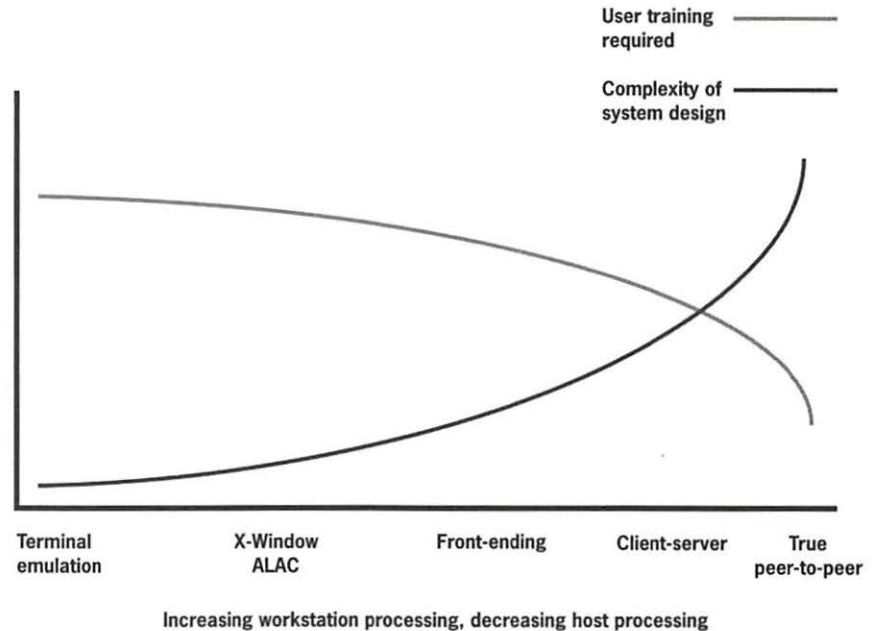 User training
required
Complexity of
system design
Terminal
emulation
X-Window
ALAC
Front-ending
Client-server
True
peer-to-peer
Increasing workstation processing, decreasing host processing